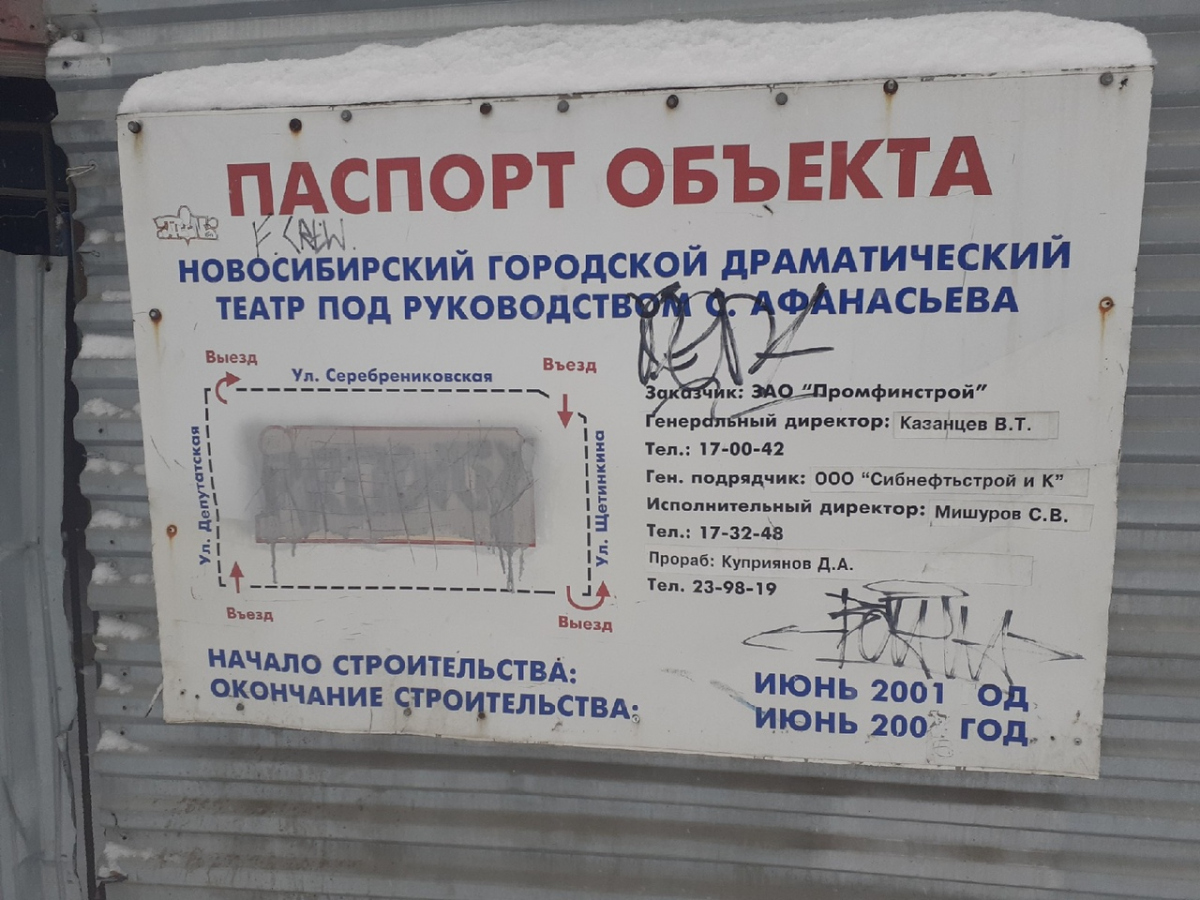 ПАСПОРТ ОБЪЕКТА
F. CREW.
НОВОСИБИРСКИЙ ГОРОДСКОЙ ДРАМАТИЧЕСКИЙ
ТЕАТР ПОД РУКОВОДСТВОМ С. АФАНАСЬЕВА
Выезд
Ул. Серебрениковская
Въезд
Ул. Депутатская
Ул. Щетинкина
Въезд
Выезд
Заказчик: ЗАО "Промфинстрой"
Генеральный директор: Казанцев В.Т.
Тел.: 17-00-42
Ген. подрядчик: ООО "Сибнефтьстрой и К"
Исполнительный директор: Мишуров С.В.
Тел.: 17-32-48
Прораб: Куприянов Д.А.
Тел. 23-98-19
НАЧАЛО СТРОИТЕЛЬСТВА: ИЮНЬ 2001 ОД
ОКОНЧАНИЕ СТРОИТЕЛЬСТВА: ИЮНЬ 200 ГОД